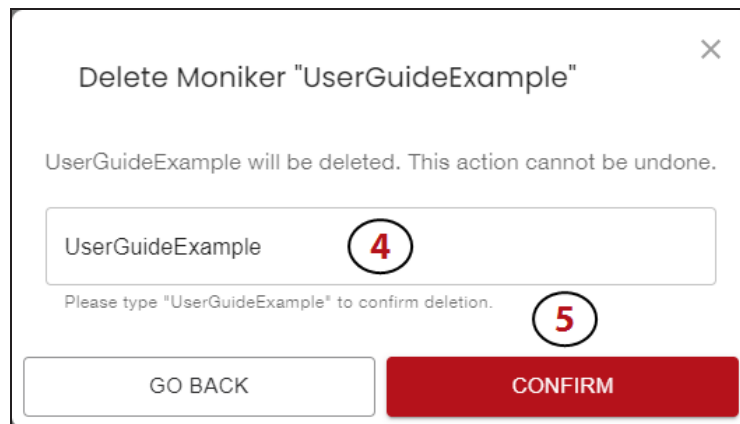 ×
Delete Moniker "UserGuideExample"
UserGuideExample will be deleted. This action cannot be undone.
UserGuideExample 4
Please type "UserGuideExample" to confirm deletion.
5
GO BACK CONFIRM